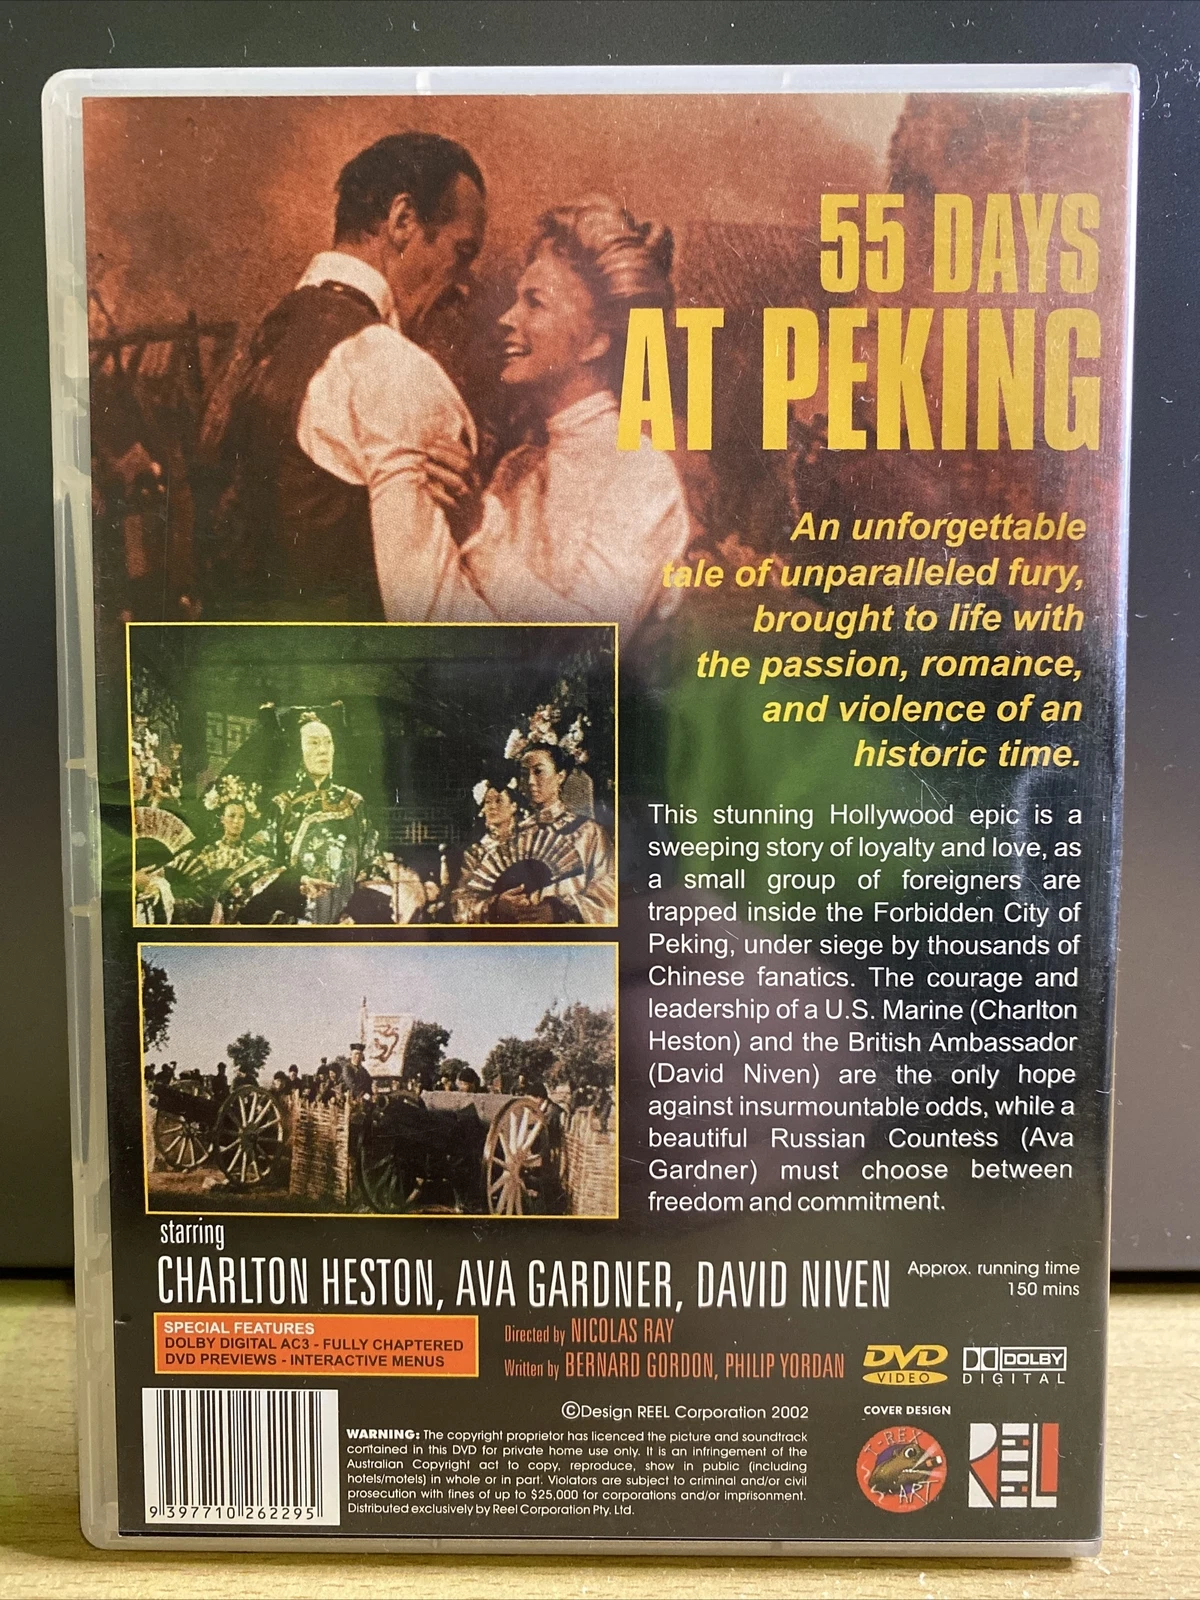 55 DAYS
AT PEKING
An unforgettable
tale of unparalleled fury,
brought to life with
the passion, romance,
and violence of an
historic time.
This stunning Hollywood epic is a
sweeping story of loyalty and love, as
a small group of foreigners are
trapped inside the Forbidden City of
Peking, under siege by thousands of
Chinese fanatics. The courage and
leadership of a U.S. Marine (Charlton
Heston) and the British Ambassador
(David Niven) are the only hope
against insurmountable odds, while a
beautiful Russian Countess (Ava
Gardner) must choose between
freedom and commitment.
starring
CHARLTON HESTON, AVA GARDNER, DAVID NIVEN
Approx. running time
150 mins
SPECIAL FEATURES
DOLBY DIGITAL AC3 - FULLY CHAPTERED
DVD PREVIEWS - INTERACTIVE MENUS
Directed by NICOLAS RAY
Written by BERNARD GORDON, PHILIP YORDAN
DVD
VIDEO
DOLBY
DIGITAL
©Design REEL Corporation 2002
WARNING: The copyright proprietor has licenced the picture and soundtrack
contained in this DVD for private home use only. It is an infringement of the
Australian Copyright act to copy, reproduce, show in public (including
hotels/motels) in whole or in part. Violators are subject to criminal and/or civil
prosecution with fines of up to $25,000 for corporations and/or imprisonment.
Distributed exclusively by Reel Corporation Pty. Ltd.
COVER DESIGN
T-REX
ART
REEL
9 397710 262295